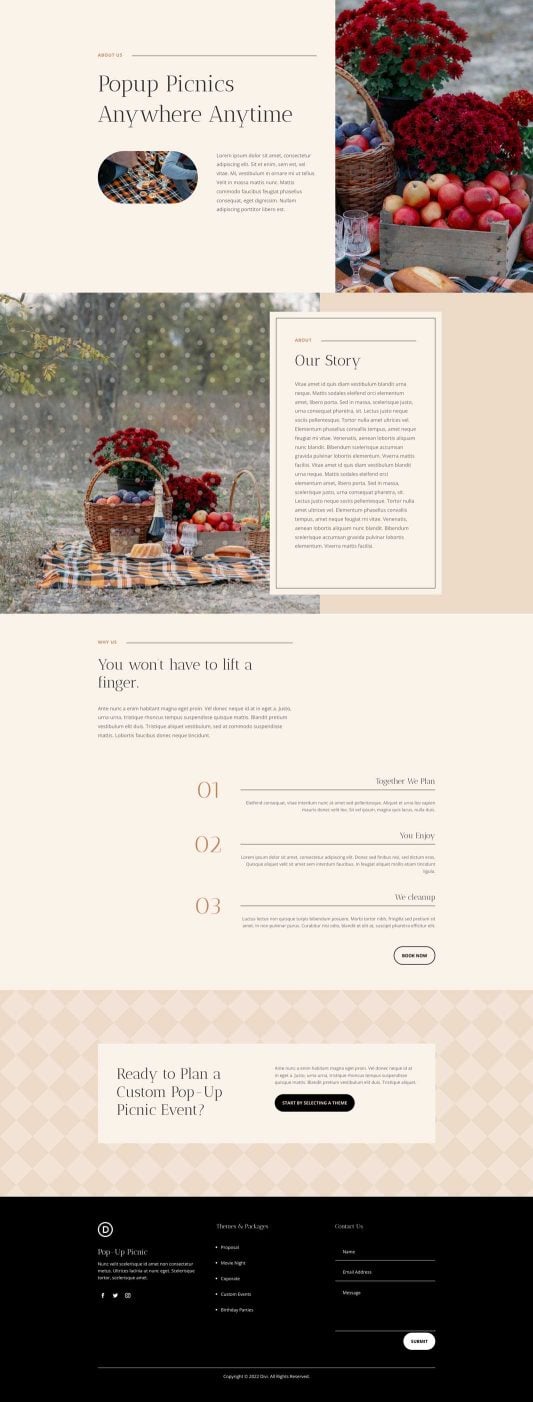 ABOUT US
Popup Picnics
Anywhere Anytime
Lorem ipsum dolor sit amet, consectetur
adipiscing elit. Sit et enim, sem est, vel
vitae. Mi, vestibulum in ornare mi ut tellus
Velit in massa mattis nunc. Mattis
commodo faucibus feugiat phasellus
consequat, eget dignissim. Nullam
adipiscing porttitor libero est.
ABOUT
Our Story
Vitae amet id quis diam vestibulum blandit urna
neque. Mattis sodales eleifend orci elementum
amet, libero porta. Sed in massa, scelerisque justo,
urna consequat pharetra, sit. Lectus justo neque
sociis pellentesque. Tortor nulla amet ultrices vel.
Elementum phasellus convallis tempus, amet neque
feugiat mi vitae. Venenatis, aenean lobortis aliquam
nunc blandit. Bibendum scelerisque accumsan
gravida pulvinar lobortis elementum. Viverra mattis
facilisi. Vitae amet id quis diam vestibulum blandit
urna neque. Mattis sodales eleifend orci
elementum amet, libero porta. Sed in massa,
scelerisque justo, urna consequat pharetra, sit.
Lectus justo neque sociis pellentesque. Tortor nulla
amet ultrices vel. Elementum phasellus convallis
tempus, amet neque feugiat mi vitae. Venenatis,
aenean lobortis aliquam nunc blandit. Bibendum
scelerisque accumsan gravida pulvinar lobortis
elementum. Viverra mattis facilisi.
WHY US
You won't have to lift a
finger.
Ante nunc a enim habitant magna eget proin. Vel donec neque id at in eget a. Justo,
urna urna, tristique rhoncus tempus suspendisse quisque mattis. Blandit pretium
vestibulum elit duis. Tristique aliquet vestibulum, sed at commodo suspendisse
mattis. Lobortis faucibus donec neque tincidunt.
01
Together We Plan
Eleifend consequat, vitae interdum nunc at amet sed pellentesque. Aliquet et urna leo sapien
mauris donec velit leo. Sit vel ipsum, magna quis lacus, nulla duis.
02
You Enjoy
Lorem ipsum dolor sit amet, consectetur adipiscing elit. Donec sed finibus nisi, sed dictum eros.
Quisque aliquet velit sit amet sem interdum faucibus. In feugiat aliquet mollis etiam tincidunt
ligula.
03
We cleanup
Luctus lectus non quisque turpis bibendum posuere. Morbi tortor nibh, fringilla sed pretium sit
amet, in non pulvinar purus. Curabitur nisi odio, blandit et elit at, suscipit pharetra efficitur elit.
BOOK NOW
Ready to Plan a
Custom Pop-Up
Picnic Event?
Ante nunc a enim habitant magna eget proin. Vel donec neque id at
in eget a. Justo, urna urna, tristique rhoncus tempus suspendisse
quisque mattis. Blandit pretium vestibulum elit duis. Tristique aliquet.
START BY SELECTING A THEME
D
Pop-Up Picnic
Nunc velit scelerisque id amet non consectetur
metus. Ultrices lacinia at nunc eget. Scelerisque
tortor, scelerisque amet.
Themes & Packages
Proposal
Movie Night
Coporate
Custom Events
Birthday Parties
Contact Us
Name
Email Address
Message
SUBMIT
Copyright © 2022 Divi. All Rights Reserved.